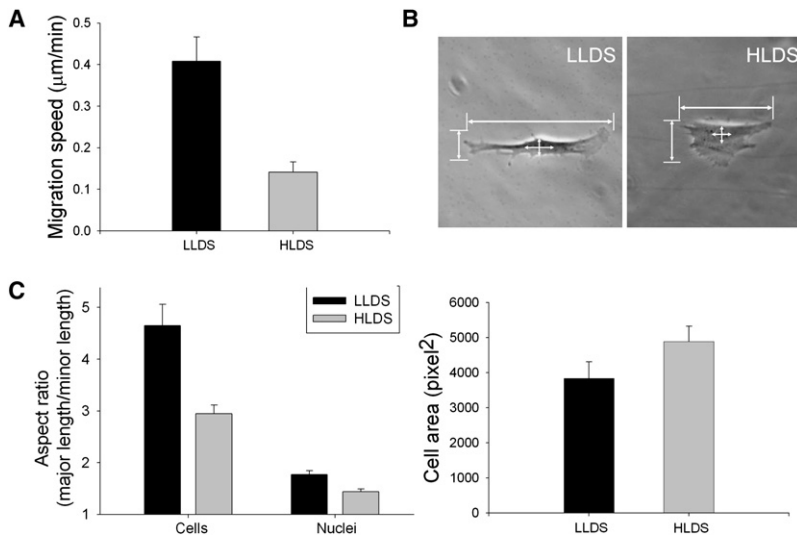 A
0.5
0.4
0.3
0.2
0.1
0.0
Migration speed (μm/min)
LLDS
HLDS
B
LLDS
HLDS
C
5
4
3
2
1
Aspect ratio
(major length/minor length)
LLDS
HLDS
Cells
Nuclei
6000
5000
4000
3000
2000
1000
0
Cell area (pixel²)
LLDS
HLDS